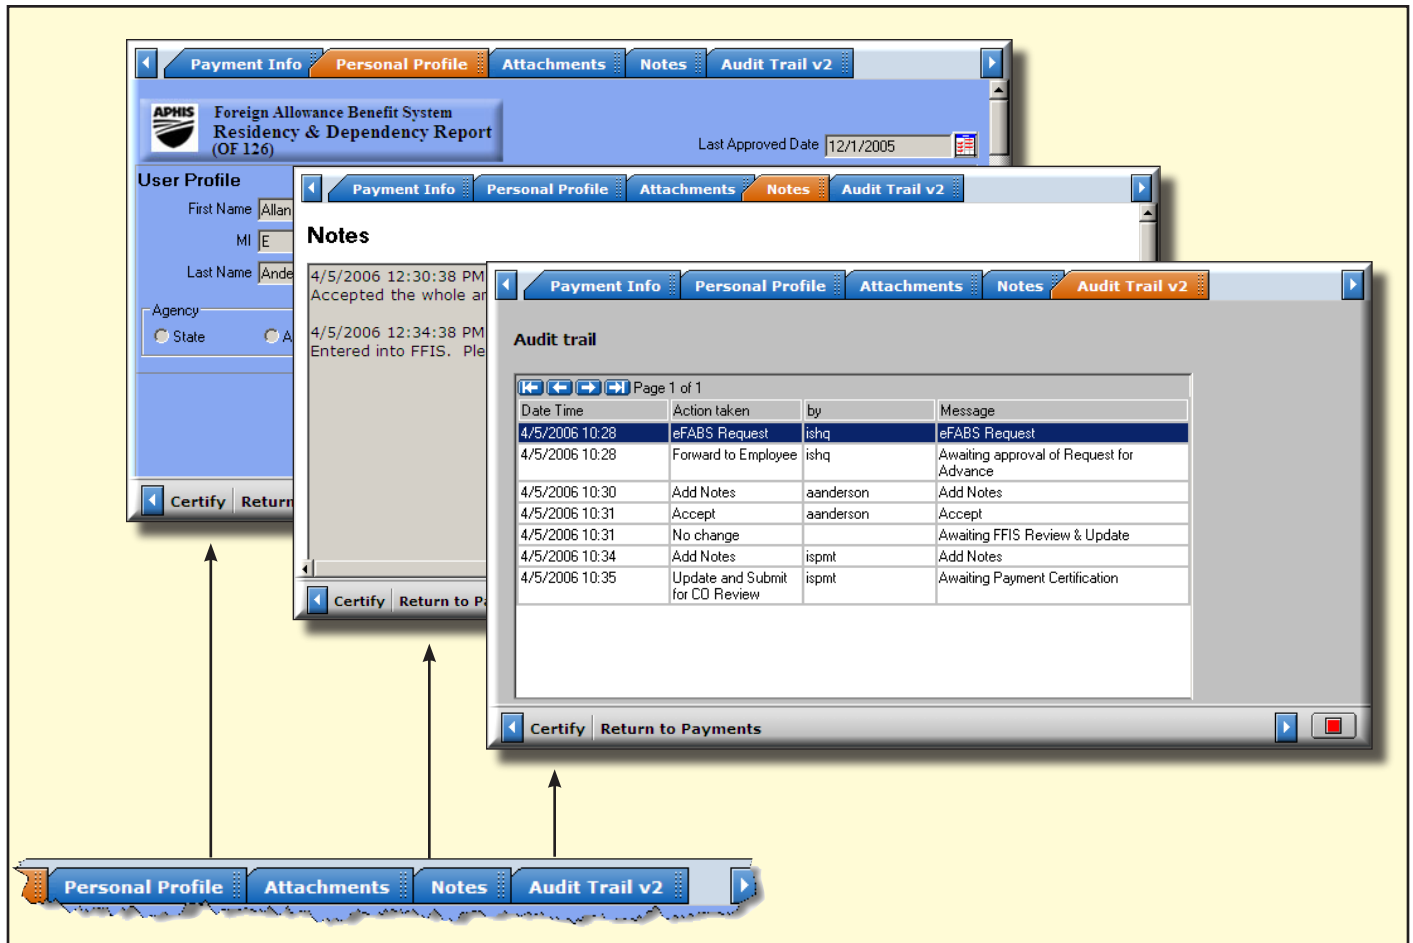 Payment Info Personal Profile Attachments Notes Audit Trail v2
APHIS
Foreign Allowance Benefit System
Residency & Dependency Report
(OF 126)
Last Approved Date 12/1/2005
User Profile
First Name Allan
MI E
Last Name Ande
Agency
State A
Certify Return
Payment Info Personal Profile Attachments Notes Audit Trail v2
Notes
4/5/2006 12:30:38 PM
Accepted the whole ar
4/5/2006 12:34:38 PM
Entered into FFIS. Ple
Certify Return to Pa
Payment Info Personal Profile Attachments Notes Audit Trail v2
Audit trail
Page 1 of 1
Date Time Action taken by Message
4/5/2006 10:28 eFABS Request ishq eFABS Request
4/5/2006 10:28 Forward to Employee ishq Awaiting approval of Request for
Advance
4/5/2006 10:30 Add Notes aanderson Add Notes
4/5/2006 10:31 Accept aanderson Accept
4/5/2006 10:31 No change Awaiting FFIS Review & Update
4/5/2006 10:34 Add Notes ispmt Add Notes
4/5/2006 10:35 Update and Submit ispmt Awaiting Payment Certification
for CO Review
Certify Return to Payments
Personal Profile Attachments Notes Audit Trail v2